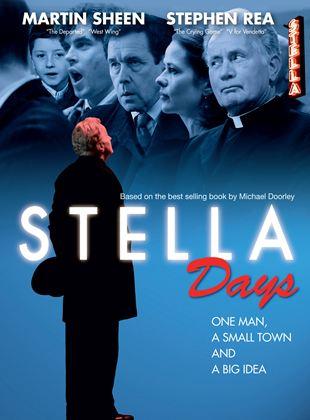 MARTIN SHEEN STEPHEN REA
"The Departed", "West Wing" "The Crying Game" "V for Vendetta"
STELLA
Based on the best selling book by Michael Doorley
STELLA
Days
ONE MAN,
A SMALL TOWN
AND
A BIG IDEA